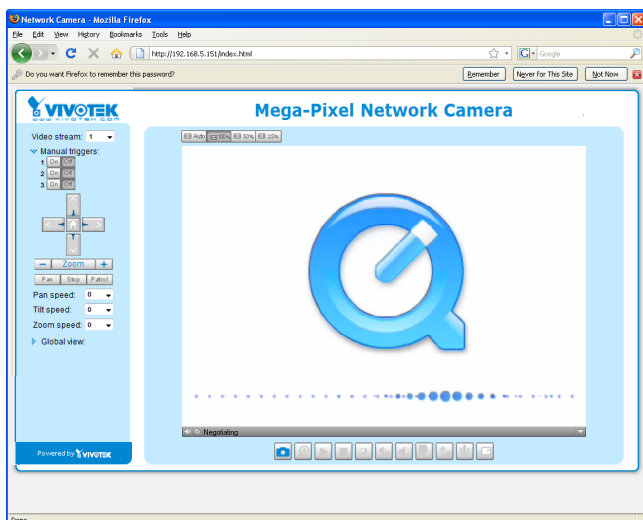 Network Camera - Mozilla Firefox
File Edit View History Bookmarks Tools Help
http://192.168.5.151/index.html
Google
Do you want Firefox to remember this password?
Remember Never for This Site Not Now
VIVOTEK
WWW.VIVOTEK.COM
Mega-Pixel Network Camera
Video stream: 1
Auto 100% 50% 25%
Manual triggers:
1 On Off
2 On Off
3 On Off
Zoom
Pan Stop Patrol
Pan speed: 0
Tilt speed: 0
Zoom speed: 0
Global view:
Negotiating
Powered by VIVOTEK
Done